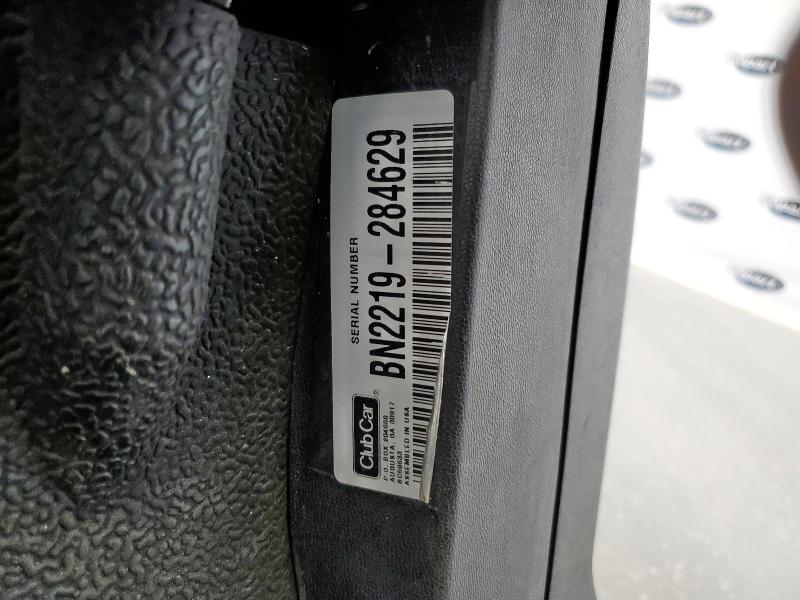 SERIAL NUMBER
BN2219-284629
Club Car®
P.O. BOX 204658
AUGUSTA, GA 30917
ASSEMBLED IN USA